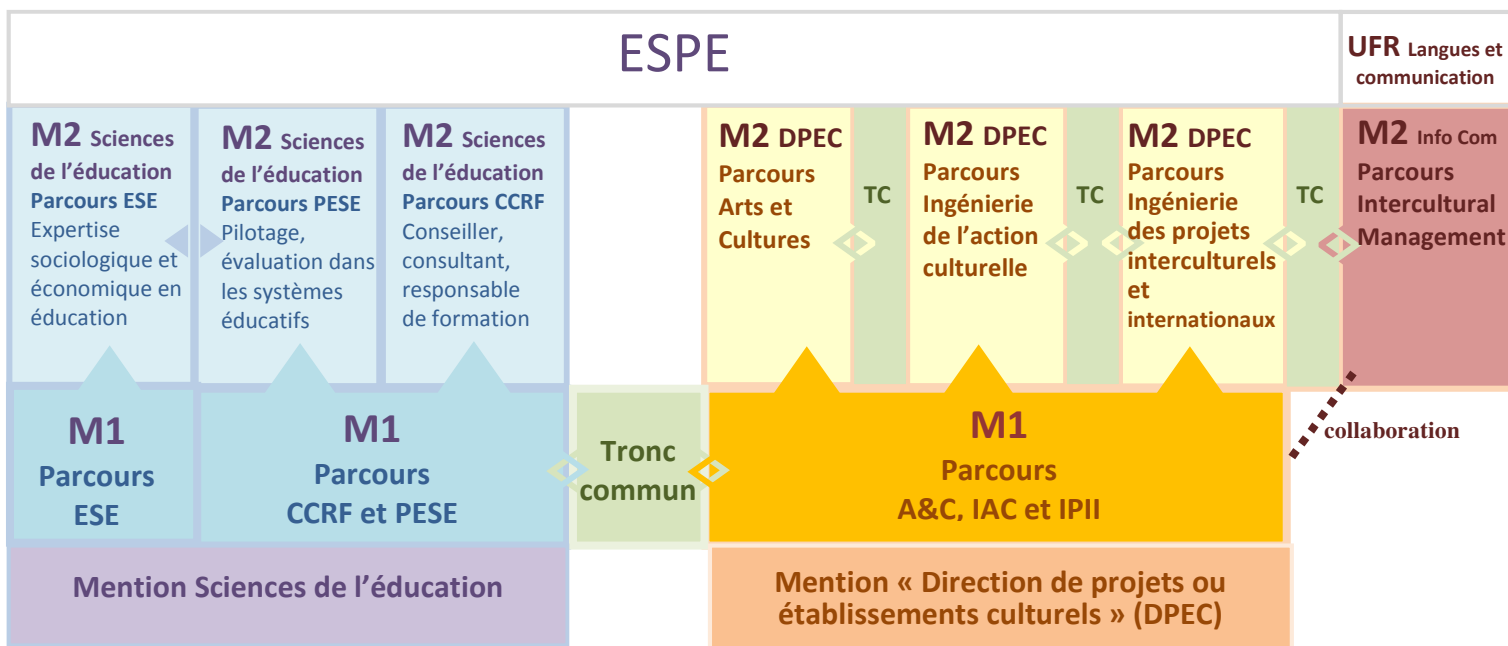 ESPE
UFR Langues et
communication
M2 Sciences
de l’éducation
Parcours ESE
Expertise
sociologique et
économique en
éducation
M2 Sciences
de l’éducation
Parcours PESE
Pilotage,
évaluation dans
les systèmes
éducatifs
M2 Sciences
de l’éducation
Parcours CCRF
Conseiller,
consultant,
responsable
de formation
M2 DPEC
Parcours
Arts et
Cultures
TC
M2 DPEC
Parcours
Ingénierie
de l’action
culturelle
TC
M2 DPEC
Parcours
Ingénierie
des projets
interculturels
et
internationaux
TC
M2 Info Com
Parcours
Intercultural
Management
M1
Parcours
ESE
M1
Parcours
CCRF et PESE
Tronc
commun
M1
Parcours
A&C, IAC et IPII
collaboration
Mention Sciences de l’éducation
Mention « Direction de projets ou
établissements culturels » (DPEC)